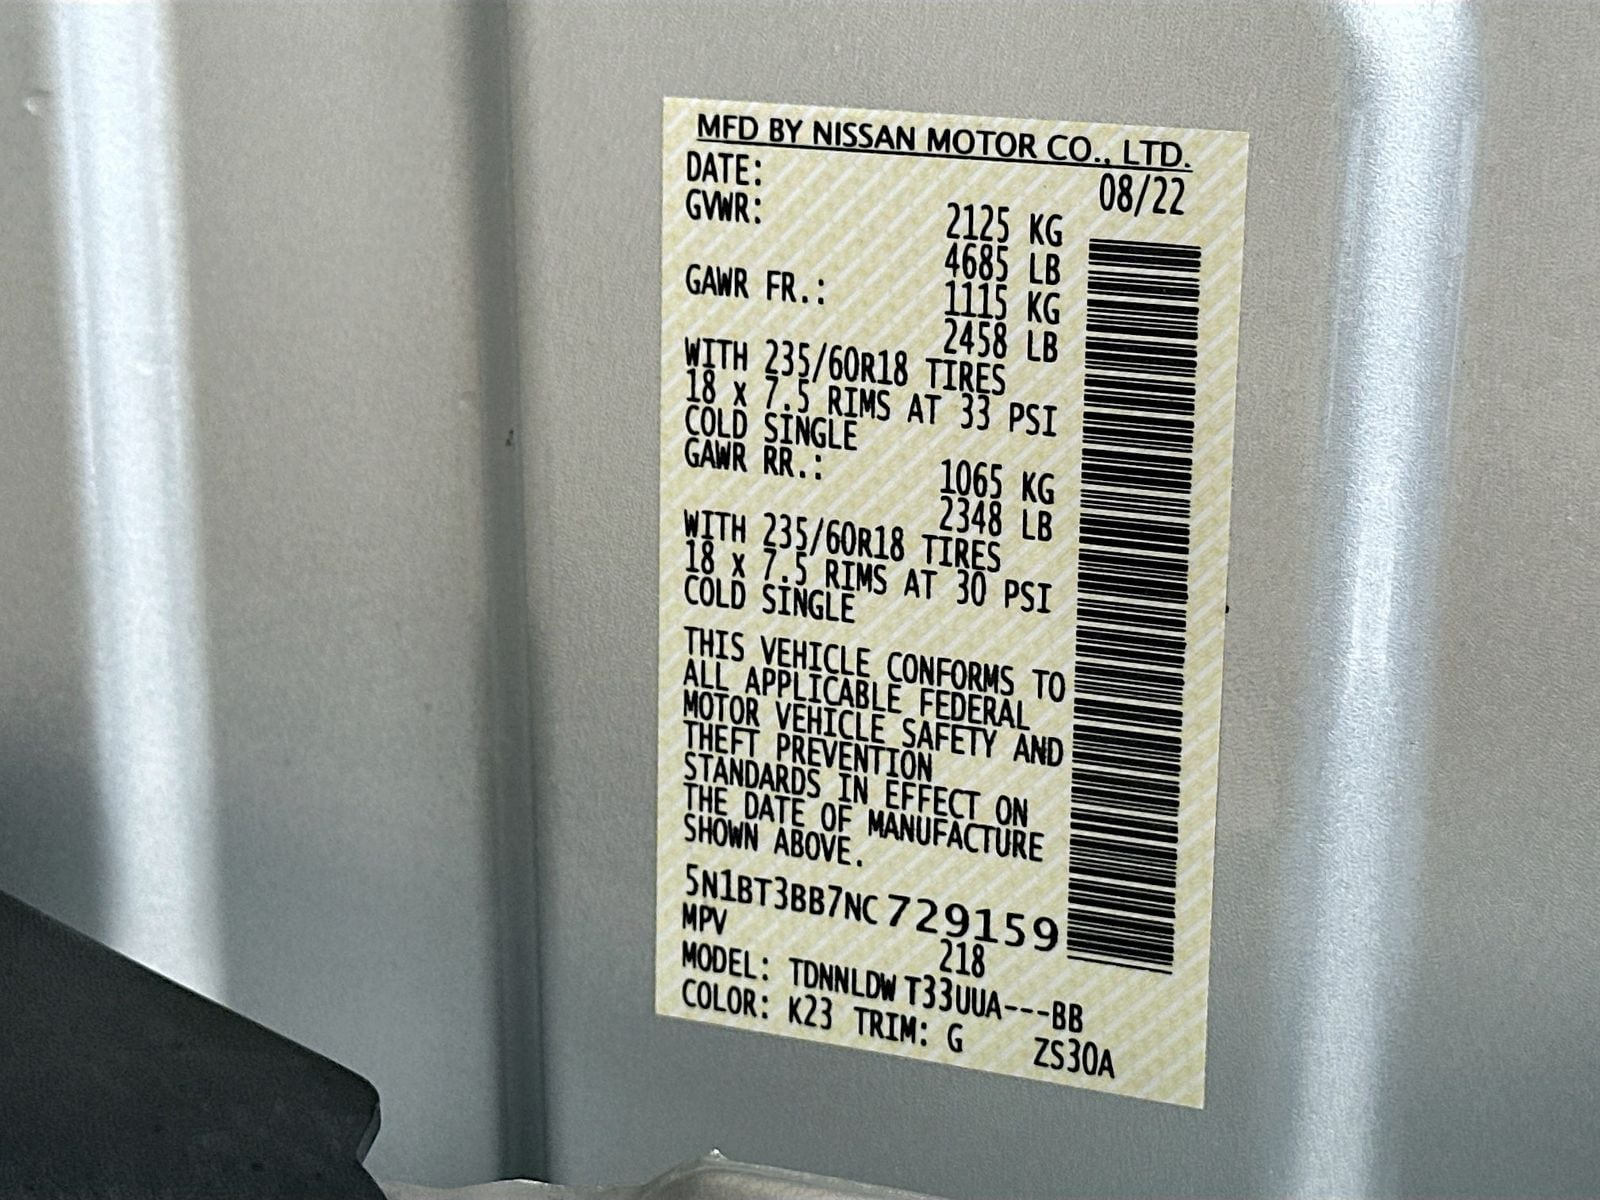 MFD BY NISSAN MOTOR CO., LTD.
DATE: 08/22
GVWR: 2125 KG
4685 LB
GAWR FR.: 1115 KG
2458 LB
WITH 235/60R18 TIRES
18 x 7.5 RIMS AT 33 PSI
COLD SINGLE
GAWR RR.: 1065 KG
2348 LB
WITH 235/60R18 TIRES
18 x 7.5 RIMS AT 30 PSI
COLD SINGLE
THIS VEHICLE CONFORMS TO
ALL APPLICABLE FEDERAL
MOTOR VEHICLE SAFETY AND
THEFT PREVENTION
STANDARDS IN EFFECT ON
THE DATE OF MANUFACTURE
SHOWN ABOVE.
5N1BT3BB7NC729159
MPV 218
MODEL: TDNNLDW T33UUA---BB
COLOR: K23 TRIM: G ZS30A